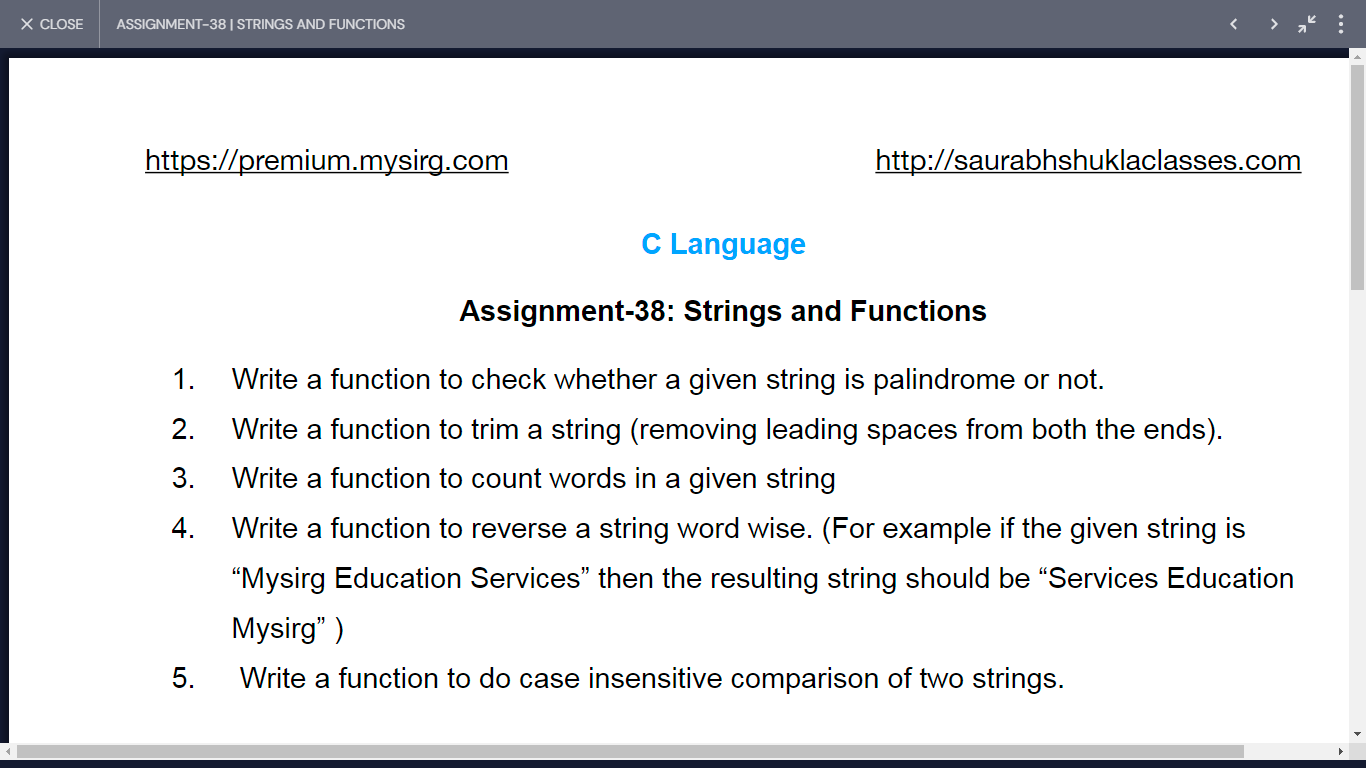 CLOSE ASSIGNMENT-38 | STRINGS AND FUNCTIONS
https://premium.mysirg.com http://saurabhshuklaclasses.com
C Language
Assignment-38: Strings and Functions
1. Write a function to check whether a given string is palindrome or not.
2. Write a function to trim a string (removing leading spaces from both the ends).
3. Write a function to count words in a given string
4. Write a function to reverse a string word wise. (For example if the given string is
“Mysirg Education Services” then the resulting string should be “Services Education
Mysirg” )
5. Write a function to do case insensitive comparison of two strings.